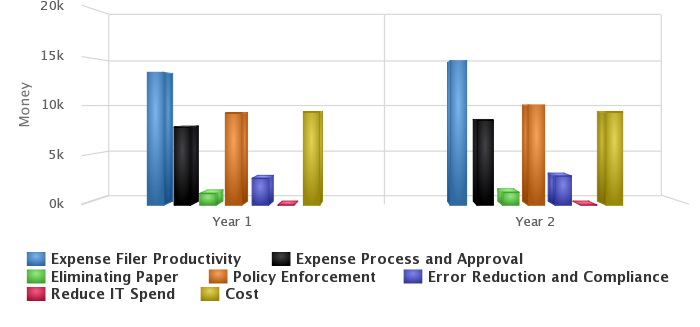 20k
15k
10k
5k
0k
Money
Year 1 Year 2
Expense Filer Productivity Expense Process and Approval
Eliminating Paper Policy Enforcement Error Reduction and Compliance
Reduce IT Spend Cost